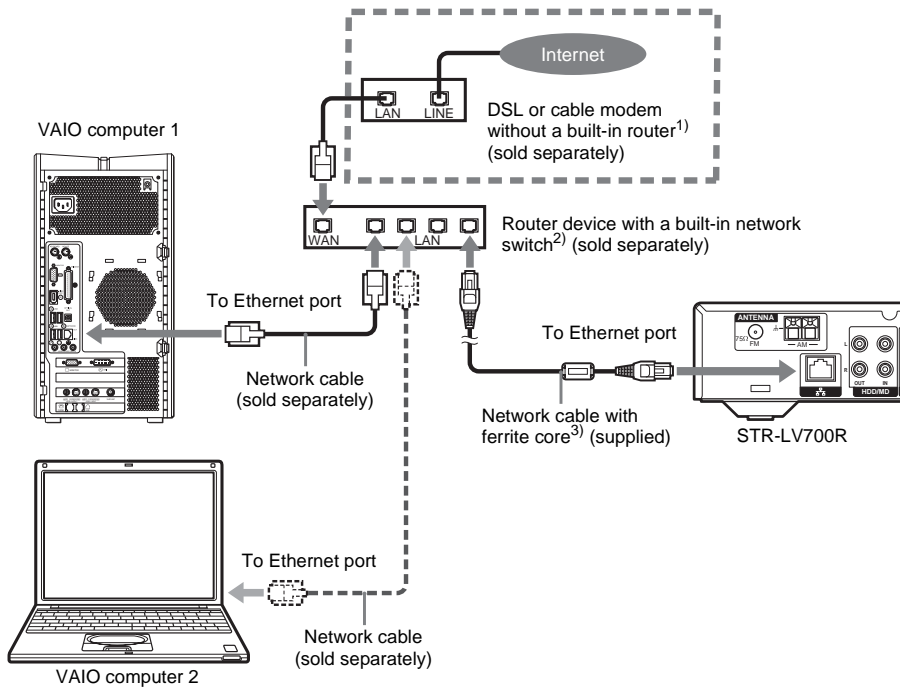 Internet
LAN LINE
DSL or cable modem
without a built-in router1)
(sold separately)
VAIO computer 1
WAN LAN
Router device with a built-in network
switch2) (sold separately)
To Ethernet port
Network cable
(sold separately)
To Ethernet port
Network cable with
ferrite core3) (supplied)
ANTENNA
75Ω
FM
AM
L
R
OUT IN
HDD/MD
STR-LV700R
To Ethernet port
Network cable
(sold separately)
VAIO computer 2